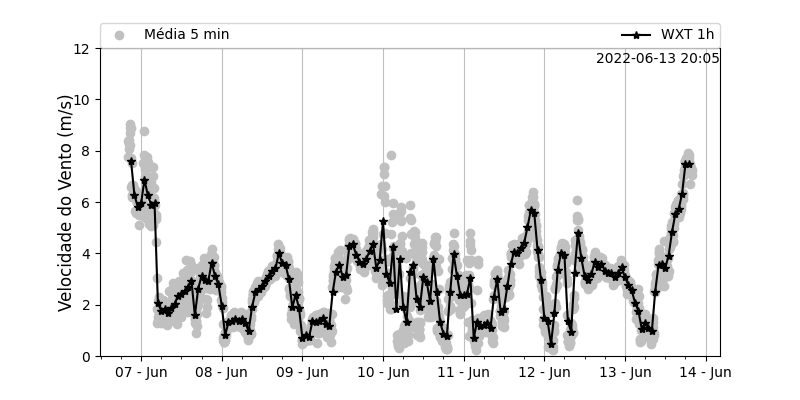 Média 5 min
WXT 1h
2022-06-13 20:05
Velocidade do Vento (m/s)
12
10
8
6
4
2
0
07 - Jun 08 - Jun 09 - Jun 10 - Jun 11 - Jun 12 - Jun 13 - Jun 14 - Jun